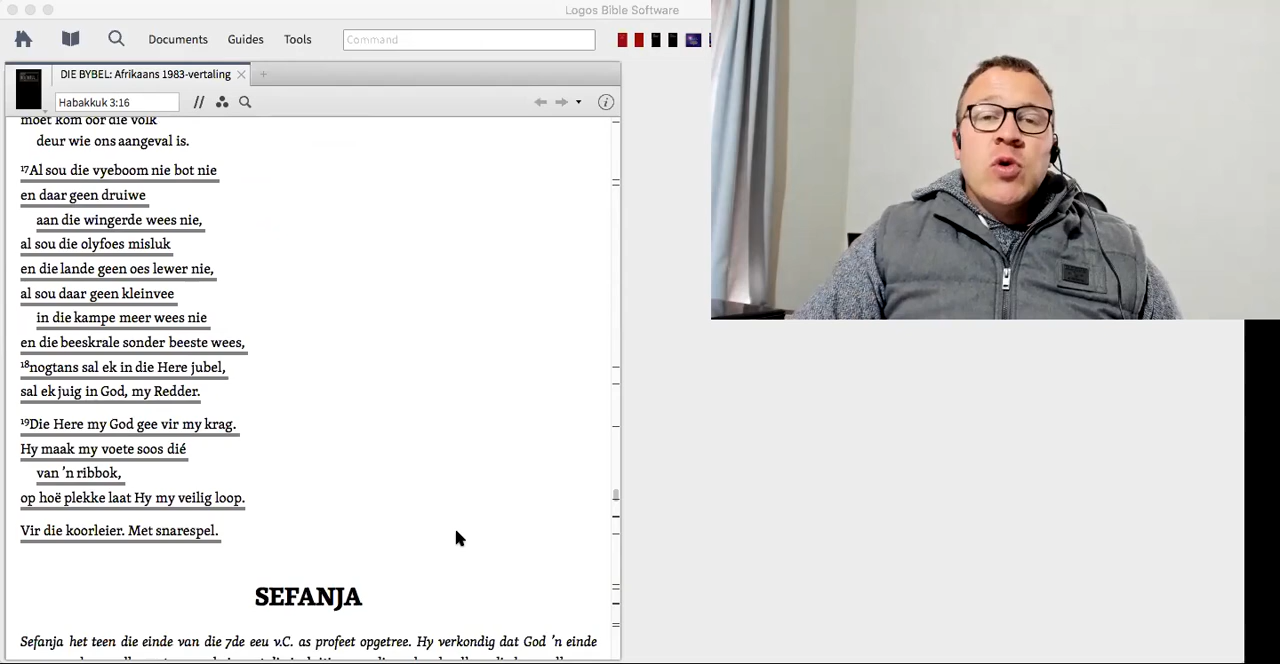 Logos Bible Software
Documents Guides Tools Command
DIE BYBEL: Afrikaans 1983-vertaling
Habakkuk 3:16
moet kom oor die volk
deur wie ons aangeval is.
17Al sou die vyeboom nie bot nie
en daar geen druiwe
aan die wingerde wees nie,
al sou die olyfoes misluk
en die lande geen oes lewer nie,
al sou daar geen kleinvee
in die kampe meer wees nie
en die beeskrale sonder beeste wees,
18nogtans sal ek in die Here jubel,
sal ek juig in God, my Redder.
19Die Here my God gee vir my krag.
Hy maak my voete soos dié
van ’n ribbok,
op hoë plekke laat Hy my veilig loop.
Vir die koorleier. Met snarespel.
SEFANJA
Sefanja het teen die einde van die 7de eeu v.C. as profeet opgetree. Hy verkondig dat God ’n einde